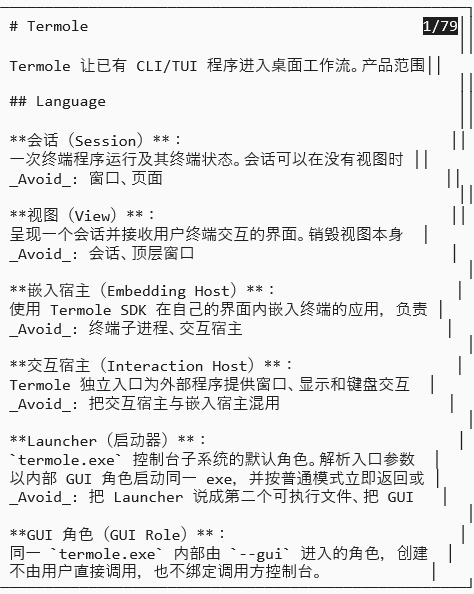 # Termole
1/79
Termole 让已有 CLI/TUI 程序进入桌面工作流。产品范围
## Language
**会话（Session）**：
一次终端程序运行及其终端状态。会话可以在没有视图时
_Avoid_: 窗口、页面
**视图（View）**：
呈现一个会话并接收用户终端交互的界面。销毁视图本身
_Avoid_: 会话、顶层窗口
**嵌入宿主（Embedding Host）**：
使用 Termole SDK 在自己的界面内嵌入终端的应用，负责
_Avoid_: 终端子进程、交互宿主
**交互宿主（Interaction Host）**：
Termole 独立入口为外部程序提供窗口、显示和键盘交互
_Avoid_: 把交互宿主与嵌入宿主混用
**Launcher（启动器）**：
`termole.exe` 控制台子系统的默认角色。解析入口参数
以内部 GUI 角色启动同一 exe，并按普通模式立即返回或
_Avoid_: 把 Launcher 说成第二个可执行文件、把 GUI
**GUI 角色（GUI Role）**：
同一 `termole.exe` 内部由 `--gui` 进入的角色，创建
不由用户直接调用，也不绑定调用方控制台。